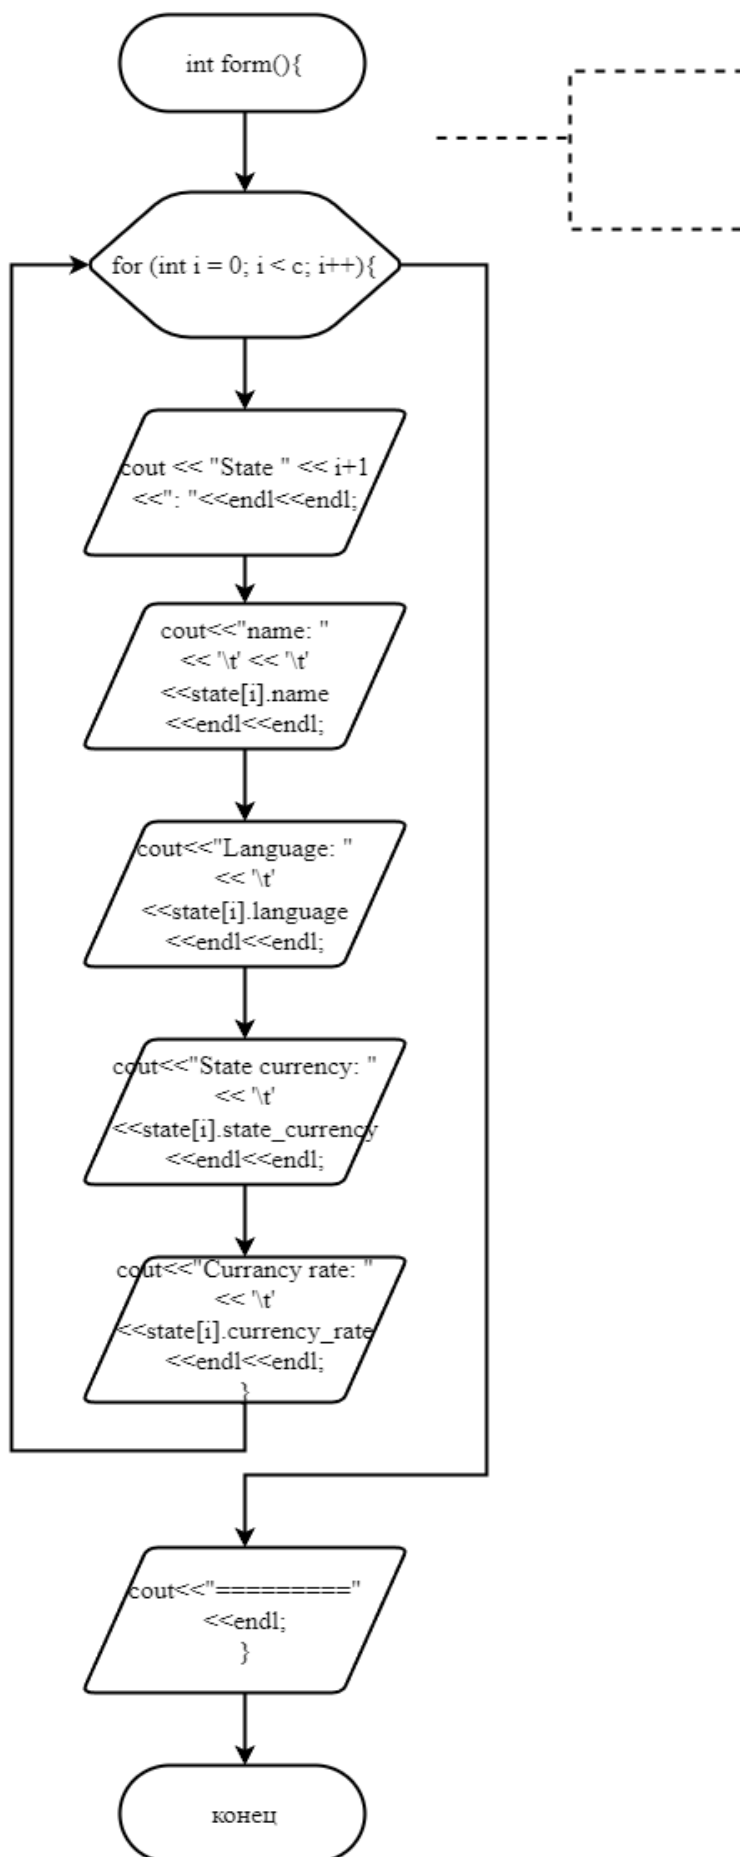 int form(){
for (int i = 0; i < c; i++){
cout << "State " << i+1
<<": "<<endl<<endl;
cout<<"name: "
<< '\t' << '\t'
<<state[i].name
<<endl<<endl;
cout<<"Language: "
<< '\t'
<<state[i].language
<<endl<<endl;
cout<<"State currency: "
<< '\t'
<<state[i].state_currency
<<endl<<endl;
cout<<"Currancy rate: "
<< '\t'
<<state[i].currency_rate
<<endl<<endl;
}
cout<<"========="
<<endl;
}
конец